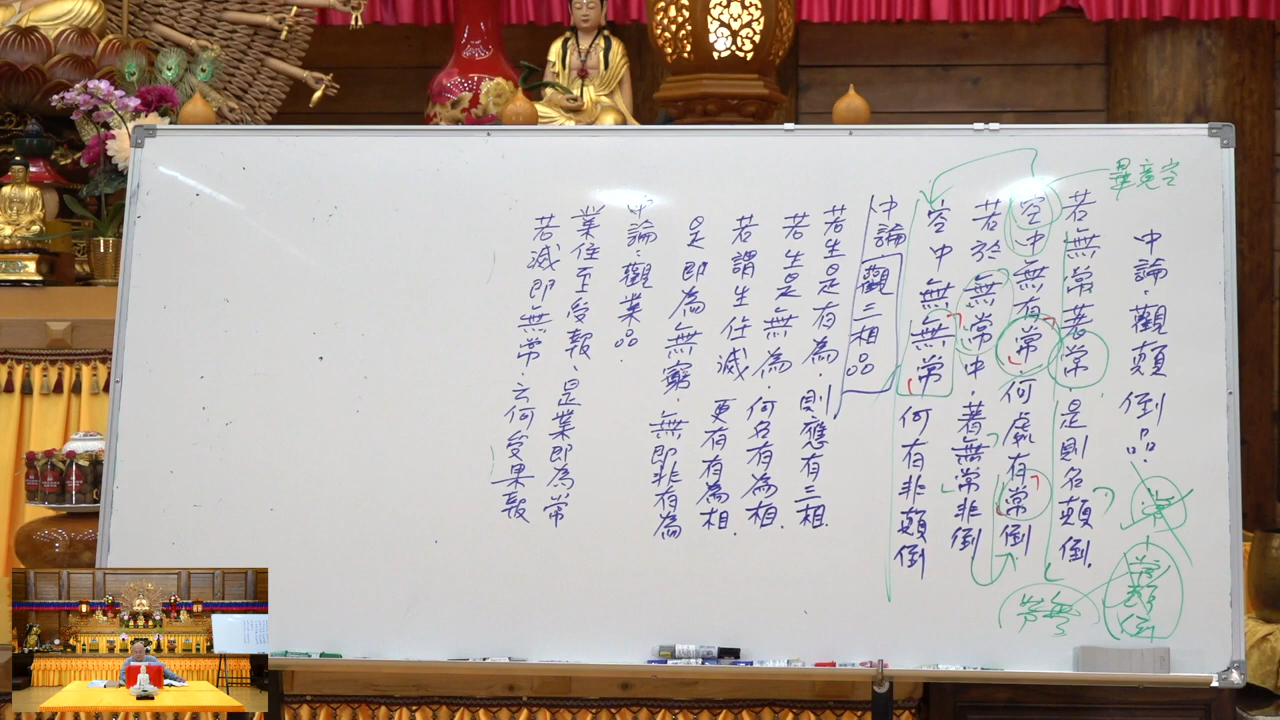 中論:觀顛倒品.
若無常著常.是則名顛倒.
空中無有常.何處有常倒
若於無常中.著無常非倒
空中無無常何有非顛倒
中論觀三相品
若生是有為.則應有三相.
若生是無為.何名有為相.
若謂生住滅更有有為相.
是即為無窮.無即非有為
中論:觀業品.
業住至受報.是業即為常
若滅即無常.云何受果報
畢竟空
常
常顛倒